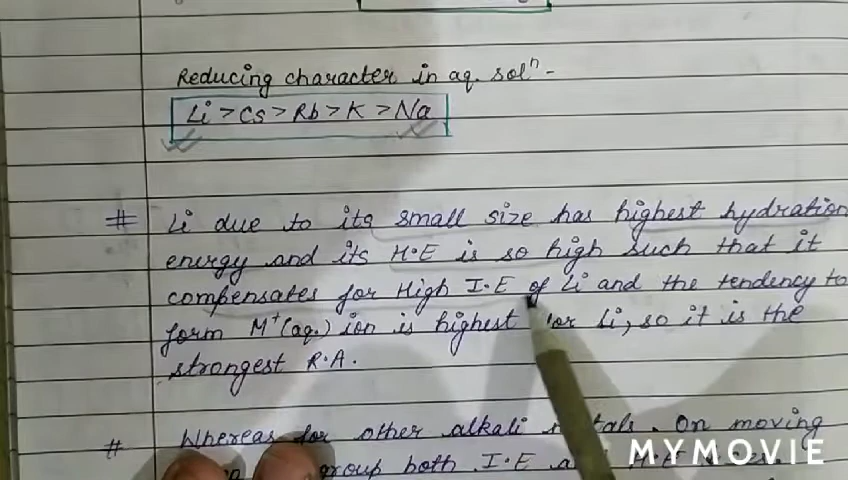 Reducing character in aq. solⁿ -
Li > Cs > Rb > K > Na
# Li due to its small size has highest hydration
energy and its H.E is so high such that it
compensates for High I.E of Li and the tendency to
form M⁺(aq.) ion is highest for Li, so it is the
strongest R.A.
# Whereas for other alkali metals. On moving
group both I.E
MYMOVIE